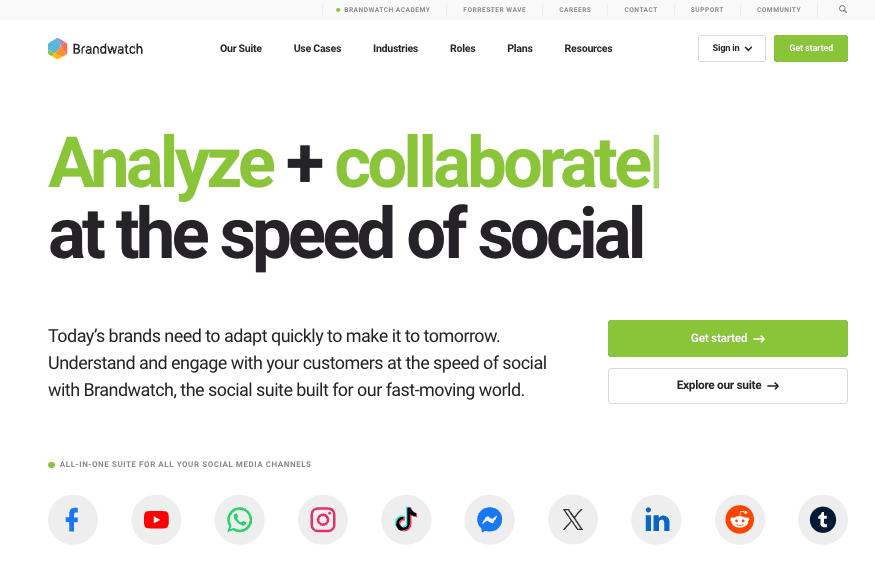 BRANDWATCH ACADEMY FORRESTER WAVE CAREERS CONTACT SUPPORT COMMUNITY
Brandwatch Our Suite Use Cases Industries Roles Plans Resources Sign in Get started
Analyze + collaborate
at the speed of social
Today's brands need to adapt quickly to make it to tomorrow.
Understand and engage with your customers at the speed of social
with Brandwatch, the social suite built for our fast-moving world.
Get started →
Explore our suite →
ALL-IN-ONE SUITE FOR ALL YOUR SOCIAL MEDIA CHANNELS